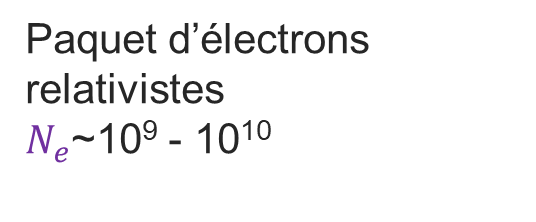 Paquet d’électrons
relativistes
Nₑ~10⁹ - 10¹⁰